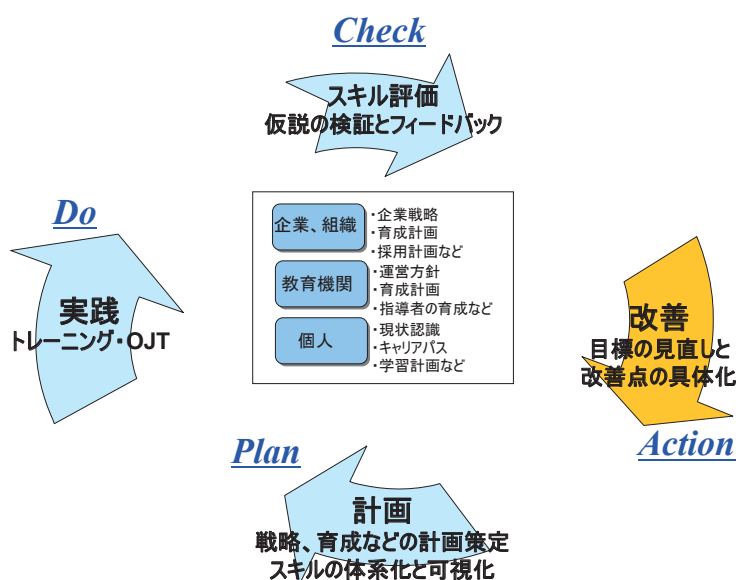 Check
スキル評価
仮説の検証とフィードバック
Do
実践
トレーニング・OJT
企業、組織
・企業戦略
・育成計画
・採用計画など
教育機関
・運営方針
・育成計画
・指導者の育成など
個人
・現状認識
・キャリアパス
・学習計画など
改善
目標の見直しと
改善点の具体化
Action
Plan
計画
戦略、育成などの計画策定
スキルの体系化と可視化